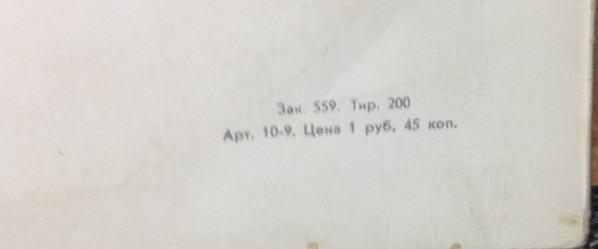 Зак. 559. Тир. 200
Арт. 10-9. Цена 1 руб. 45 коп.